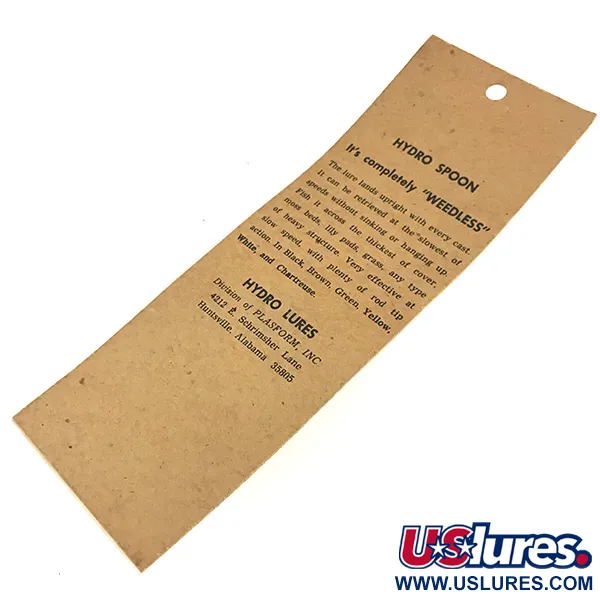 HYDRO SPOON
It's completely "WEEDLESS"
The lure lands upright with every cast.
It can be retrieved at the slowest of
speeds without sinking or hanging up.
Fish it across the thickest of cover,
moss beds, lily pads, grass, any type
of heavy structure. Very effective at
slow speed, with plenty of rod tip
action. In Black, Brown, Green, Yellow,
White, and Chartreuse.
HYDRO LURES
Division of PLASFORM, INC
4212 E. Schrimsher Lane
Huntsville, Alabama 35805
USlures.
WWW.USLURES.COM